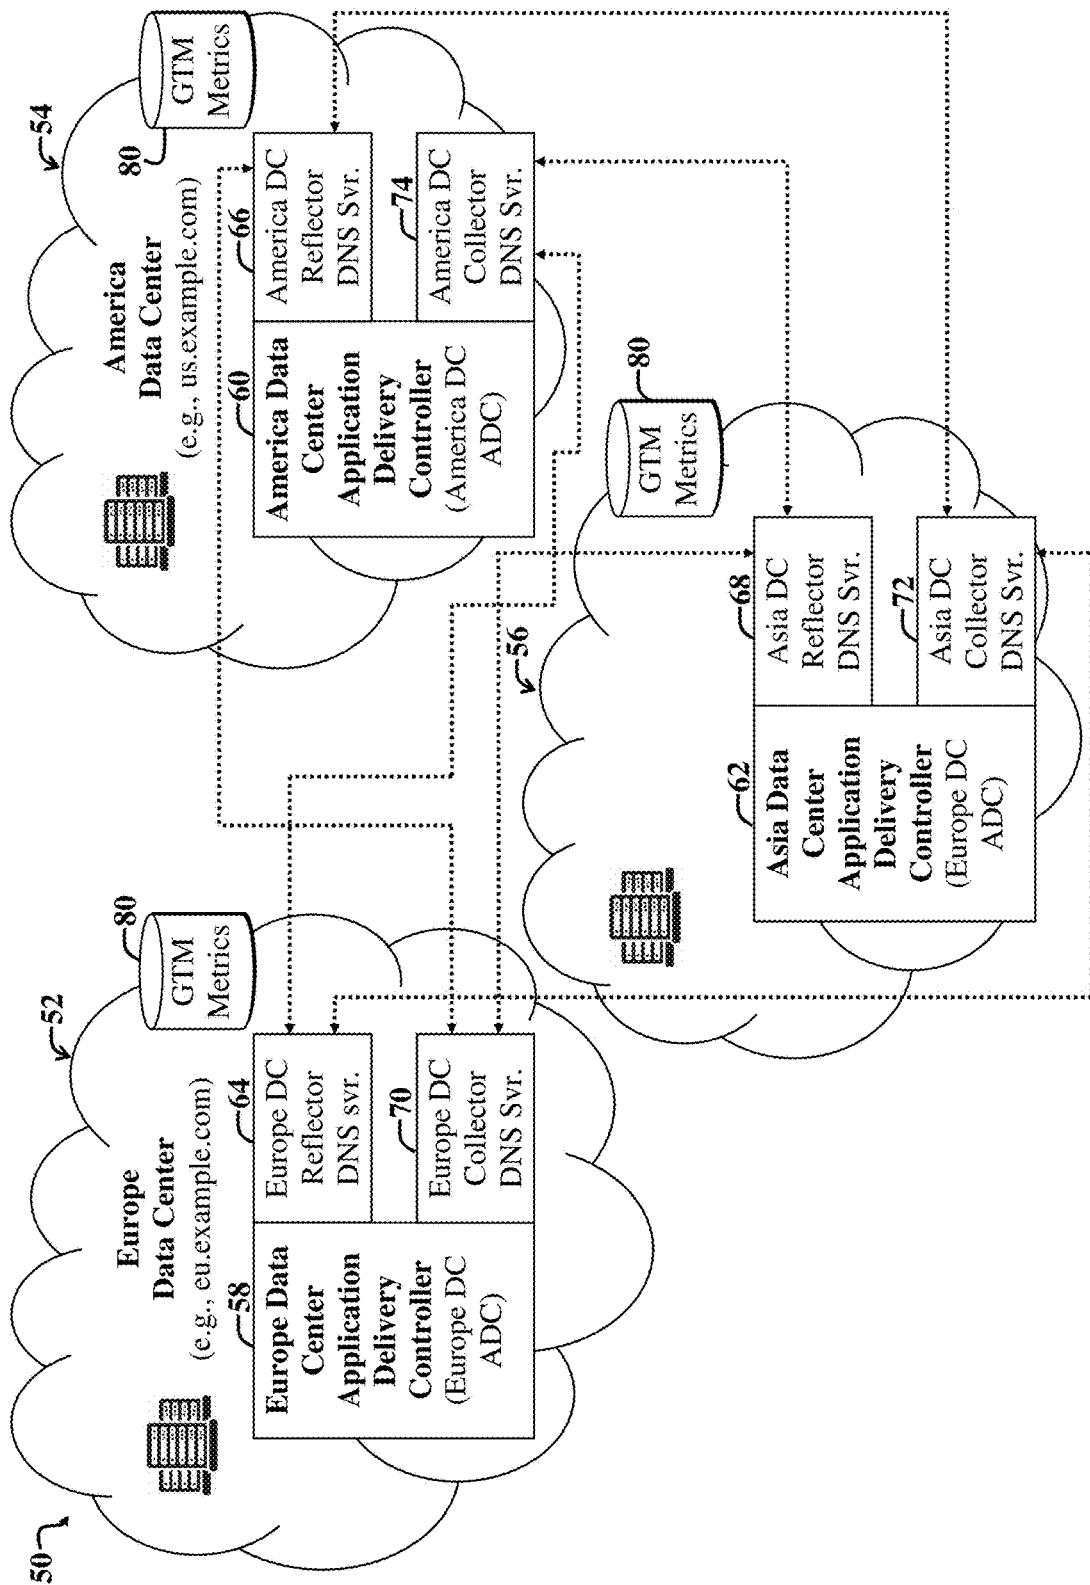 50
52
Europe
Data Center
(e.g., eu.example.com)
80
GTM
Metrics
58
Europe Data
Center
Application
Delivery
Controller
(Europe DC
ADC)
64
Europe DC
Reflector
DNS svr.
70
Europe DC
Collector
DNS Svr.
54
America
Data Center
(e.g., us.example.com)
80
GTM
Metrics
60
America Data
Center
Application
Delivery
Controller
(America DC
ADC)
66
America DC
Reflector
DNS Svr.
74
America DC
Collector
DNS Svr.
56
80
GTM
Metrics
62
Asia Data
Center
Application
Delivery
Controller
(Europe DC
ADC)
68
Asia DC
Reflector
DNS Svr.
72
Asia DC
Collector
DNS Svr.